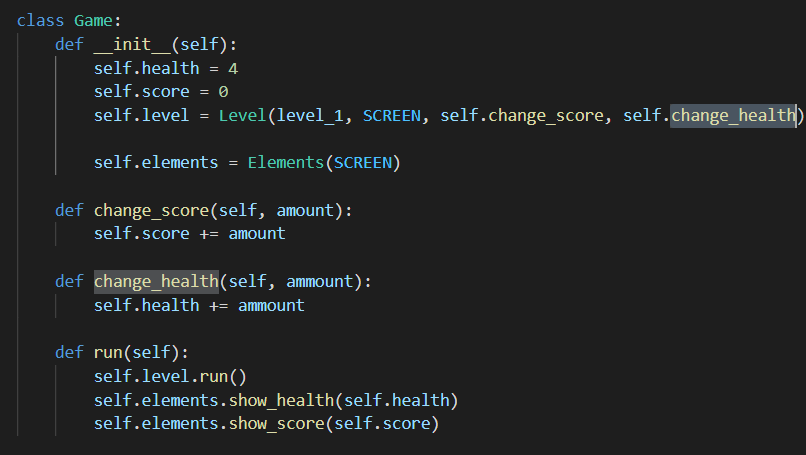 class Game:
    def __init__(self):
        self.health = 4
        self.score = 0
        self.level = Level(level_1, SCREEN, self.change_score, self.change_health)

        self.elements = Elements(SCREEN)

    def change_score(self, amount):
        self.score += amount

    def change_health(self, ammount):
        self.health += ammount

    def run(self):
        self.level.run()
        self.elements.show_health(self.health)
        self.elements.show_score(self.score)